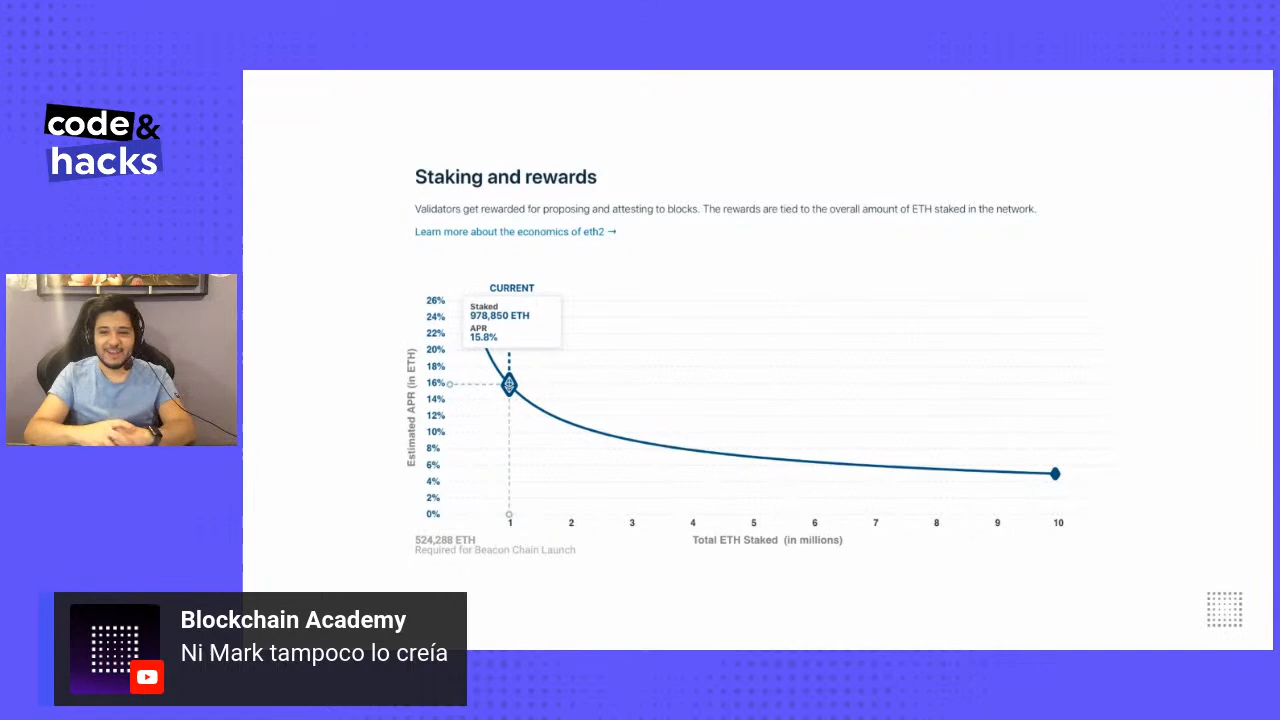 code&
hacks
Staking and rewards
Validators get rewarded for proposing and attesting to blocks. The rewards are tied to the overall amount of ETH staked in the network.
Learn more about the economics of eth2 →
CURRENT
Staked
978,850 ETH
APR
15.8%
Estimated APR (in ETH)
26%
24%
22%
20%
18%
16%
14%
12%
10%
8%
6%
4%
2%
0%
1 2 3 4 5 6 7 8 9 10
524,288 ETH
Required for Beacon Chain Launch
Total ETH Staked (in millions)
Blockchain Academy
Ni Mark tampoco lo creía